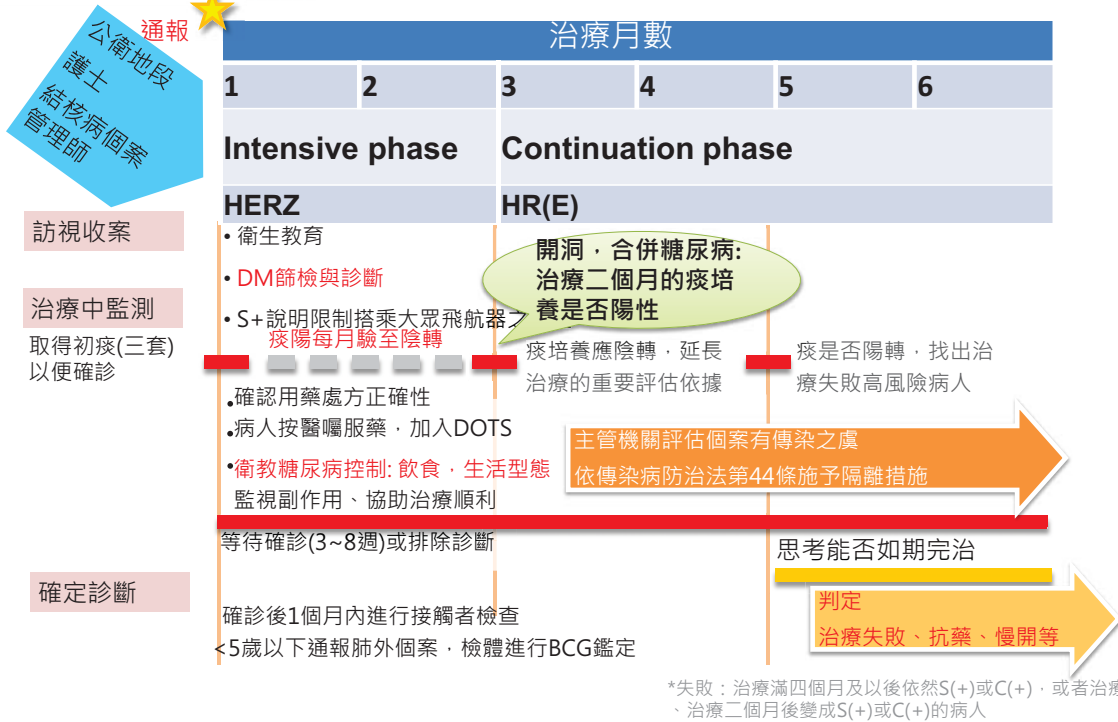 通報
公衛地段
護士
結核病個案
管理師
治療月數
1 2 3 4 5 6
Intensive phase Continuation phase
HERZ HR(E)
訪視收案
• 衛生教育
• DM篩檢與診斷
• S+說明限制搭乘大眾飛航器之
開洞，合併糖尿病:
治療二個月的痰培
養是否陽性
治療中監測
取得初痰(三套)
以便確診
痰陽每月驗至陰轉
痰培養應陰轉，延長
治療的重要評估依據
痰是否陽轉，找出治
療失敗高風險病人
•確認用藥處方正確性
•病人按醫囑服藥，加入DOTS
•衛教糖尿病控制: 飲食，生活型態
監視副作用、協助治療順利
主管機關評估個案有傳染之虞
依傳染病防治法第44條施予隔離措施
等待確診(3~8週)或排除診斷
思考能否如期完治
確定診斷
確診後1個月內進行接觸者檢查
<5歲以下通報肺外個案，檢體進行BCG鑑定
判定
治療失敗、抗藥、慢開等
*失敗：治療滿四個月及以後依然S(+)或C(+)，或者治療
、治療二個月後變成S(+)或C(+)的病人